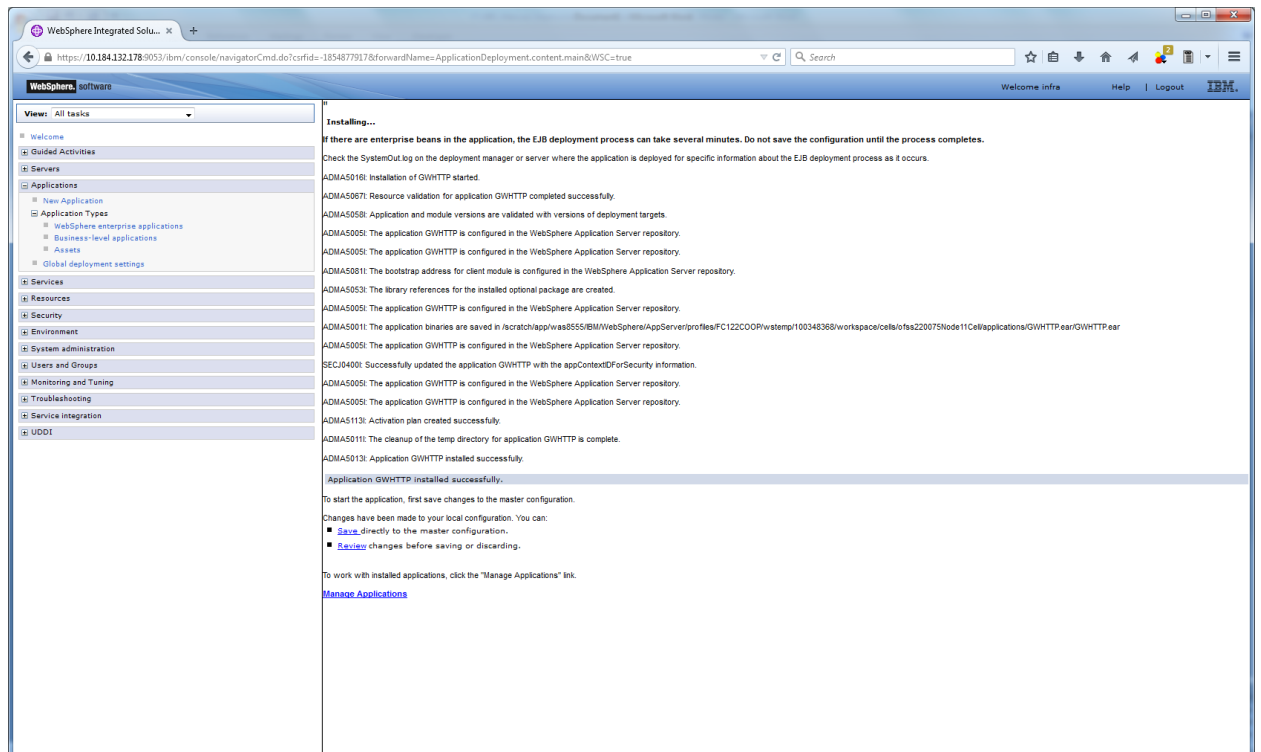 WebSphere Integrated Solu... × +
https://10.184.132.178:9053/ibm/console/navigatorCmd.do?csrfid=-1854877917&forwardName=ApplicationDeployment.content.main&WSC=true
Search
2
WebSphere. software
Welcome infra
Help | Logout
IBM.
View: All tasks
Welcome
Guided Activities
Servers
Applications
New Application
Application Types
WebSphere enterprise applications
Business-level applications
Assets
Global deployment settings
Services
Resources
Security
Environment
System administration
Users and Groups
Monitoring and Tuning
Troubleshooting
Service integration
UDDI
"
Installing...
If there are enterprise beans in the application, the EJB deployment process can take several minutes. Do not save the configuration until the process completes.
Check the SystemOut.log on the deployment manager or server where the application is deployed for specific information about the EJB deployment process as it occurs.
ADMA5016I: Installation of GWHTTP started.
ADMA5067I: Resource validation for application GWHTTP completed successfully.
ADMA5058I: Application and module versions are validated with versions of deployment targets.
ADMA5005I: The application GWHTTP is configured in the WebSphere Application Server repository.
ADMA5005I: The application GWHTTP is configured in the WebSphere Application Server repository.
ADMA5081I: The bootstrap address for client module is configured in the WebSphere Application Server repository.
ADMA5053I: The library references for the installed optional package are created.
ADMA5005I: The application GWHTTP is configured in the WebSphere Application Server repository.
ADMA5001I: The application binaries are saved in /scratch/app/was8555/IBM/WebSphere/AppServer/profiles/FC122COOP/wstemp/100348368/workspace/cells/ofss220075Node11Cell/applications/GWHTTP.ear/GWHTTP.ear
ADMA5005I: The application GWHTTP is configured in the WebSphere Application Server repository.
SECJ0400I: Successfully updated the application GWHTTP with the appContextIDForSecurity information.
ADMA5005I: The application GWHTTP is configured in the WebSphere Application Server repository.
ADMA5005I: The application GWHTTP is configured in the WebSphere Application Server repository.
ADMA5113I: Activation plan created successfully.
ADMA5011I: The cleanup of the temp directory for application GWHTTP is complete.
ADMA5013I: Application GWHTTP installed successfully.
Application GWHTTP installed successfully.
To start the application, first save changes to the master configuration.
Changes have been made to your local configuration. You can:
Save directly to the master configuration.
Review changes before saving or discarding.
To work with installed applications, click the "Manage Applications" link.
Manage Applications